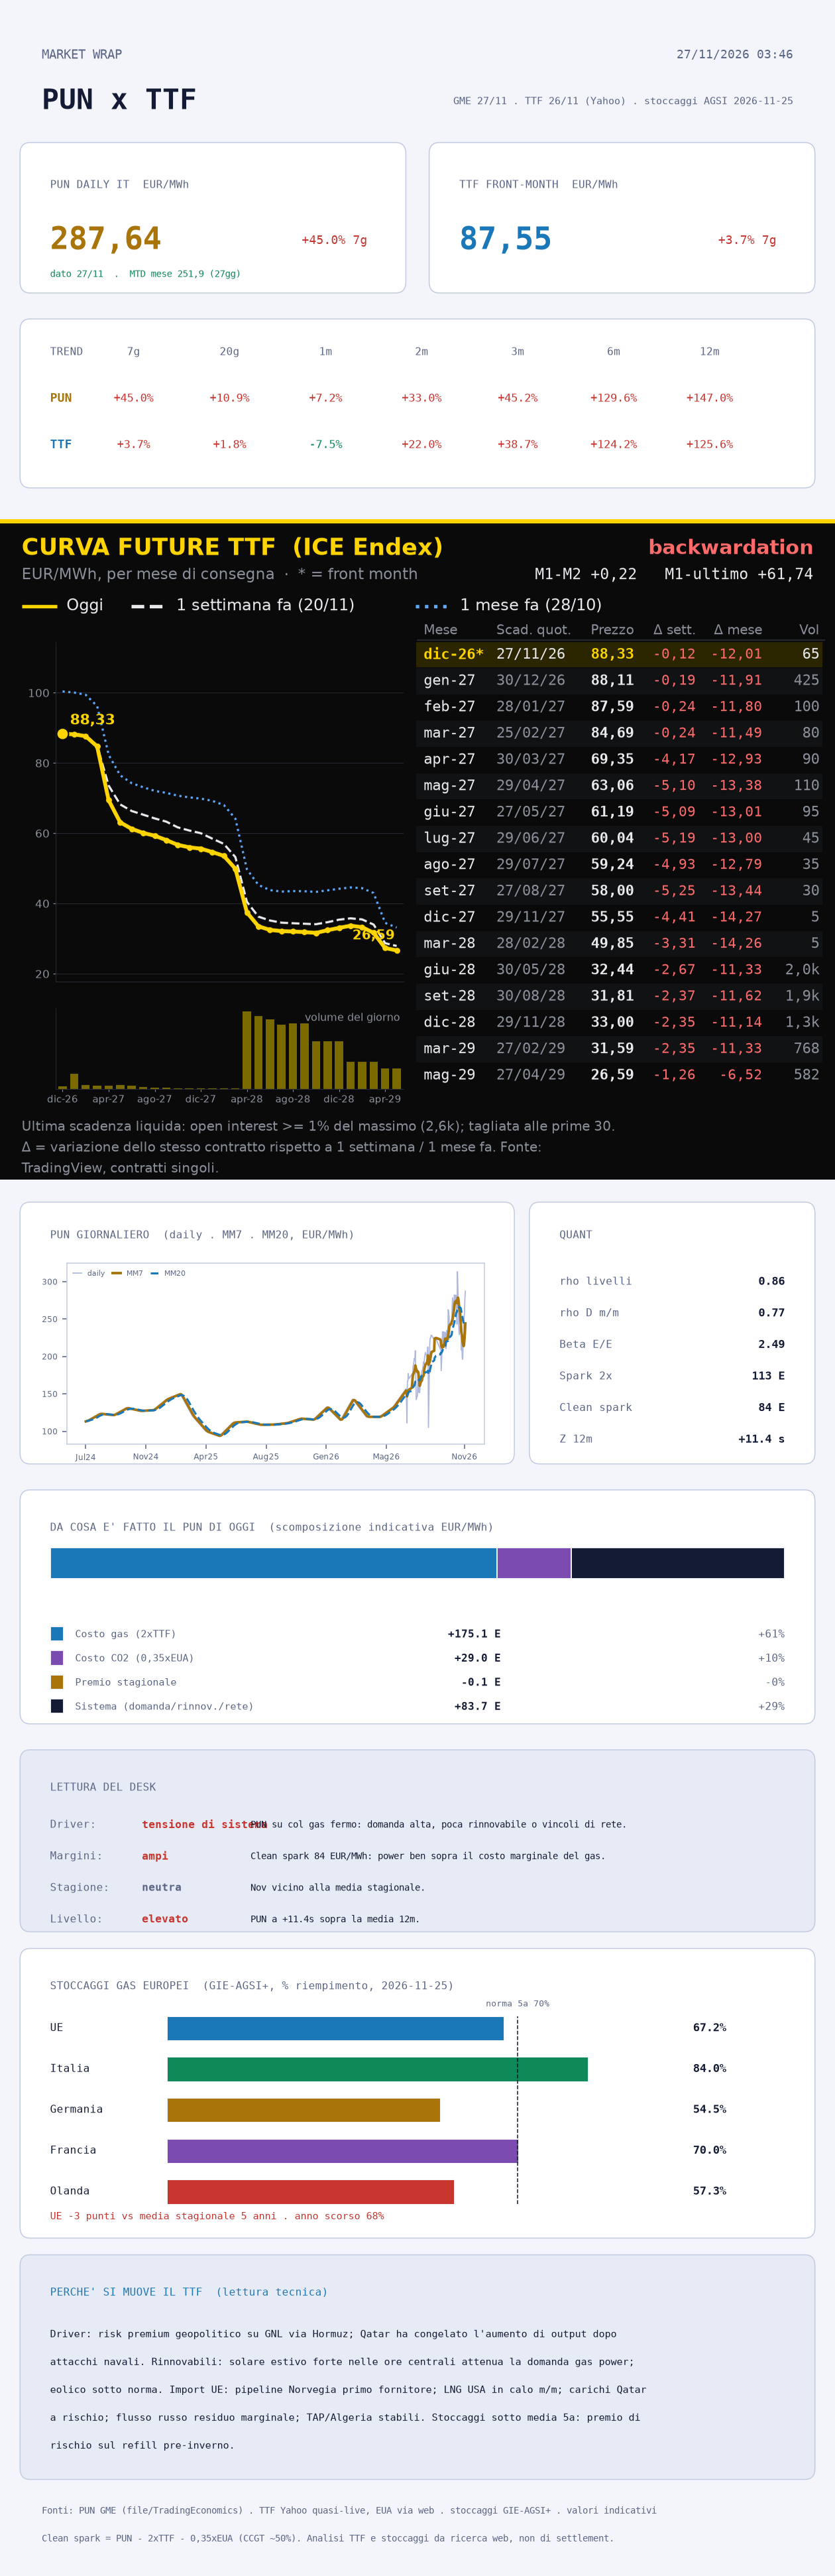 MARKET WRAP 27/11/2026 03:46
PUN x TTF GME 27/11 . TTF 26/11 (Yahoo) . stoccaggi AGSI 2026-11-25
PUN DAILY IT EUR/MWh
287,64 +45.0% 7g
dato 27/11 . MTD mese 251,9 (27gg)
TTF FRONT-MONTH EUR/MWh
87,55 +3.7% 7g
TREND 7g 20g 1m 2m 3m 6m 12m
PUN +45.0% +10.9% +7.2% +33.0% +45.2% +129.6% +147.0%
TTF +3.7% +1.8% -7.5% +22.0% +38.7% +124.2% +125.6%
CURVA FUTURE TTF (ICE Endex) backwardation
EUR/MWh, per mese di consegna · * = front month M1-M2 +0,22 M1-ultimo +61,74
Oggi 1 settimana fa (20/11) 1 mese fa (28/10)
100
80
60
40
20
88,33
26,59
volume del giorno
dic-26 apr-27 ago-27 dic-27 apr-28 ago-28 dic-28 apr-29
Mese Scad. quot. Prezzo Δ sett. Δ mese Vol
dic-26* 27/11/26 88,33 -0,12 -12,01 65
gen-27 30/12/26 88,11 -0,19 -11,91 425
feb-27 28/01/27 87,59 -0,24 -11,80 100
mar-27 25/02/27 84,69 -0,24 -11,49 80
apr-27 30/03/27 69,35 -4,17 -12,93 90
mag-27 29/04/27 63,06 -5,10 -13,38 110
giu-27 27/05/27 61,19 -5,09 -13,01 95
lug-27 29/06/27 60,04 -5,19 -13,00 45
ago-27 29/07/27 59,24 -4,93 -12,79 35
set-27 27/08/27 58,00 -5,25 -13,44 30
dic-27 29/11/27 55,55 -4,41 -14,27 5
mar-28 28/02/28 49,85 -3,31 -14,26 5
giu-28 30/05/28 32,44 -2,67 -11,33 2,0k
set-28 30/08/28 31,81 -2,37 -11,62 1,9k
dic-28 29/11/28 33,00 -2,35 -11,14 1,3k
mar-29 27/02/29 31,59 -2,35 -11,33 768
mag-29 27/04/29 26,59 -1,26 -6,52 582
Ultima scadenza liquida: open interest >= 1% del massimo (2,6k); tagliata alle prime 30.
Δ = variazione dello stesso contratto rispetto a 1 settimana / 1 mese fa. Fonte:
TradingView, contratti singoli.
PUN GIORNALIERO (daily . MM7 . MM20, EUR/MWh)
daily MM7 MM20
300
250
200
150
100
Jul24 Nov24 Apr25 Aug25 Gen26 Mag26 Nov26
QUANT
rho livelli 0.86
rho D m/m 0.77
Beta E/E 2.49
Spark 2x 113 E
Clean spark 84 E
Z 12m +11.4 s
DA COSA E' FATTO IL PUN DI OGGI (scomposizione indicativa EUR/MWh)
Costo gas (2xTTF) +175.1 E +61%
Costo CO2 (0,35xEUA) +29.0 E +10%
Premio stagionale -0.1 E -0%
Sistema (domanda/rinnov./rete) +83.7 E +29%
LETTURA DEL DESK
Driver: tensione di sistema PUN su col gas fermo: domanda alta, poca rinnovabile o vincoli di rete.
Margini: ampi Clean spark 84 EUR/MWh: power ben sopra il costo marginale del gas.
Stagione: neutra Nov vicino alla media stagionale.
Livello: elevato PUN a +11.4s sopra la media 12m.
STOCCAGGI GAS EUROPEI (GIE-AGSI+, % riempimento, 2026-11-25)
norma 5a 70%
UE 67.2%
Italia 84.0%
Germania 54.5%
Francia 70.0%
Olanda 57.3%
UE -3 punti vs media stagionale 5 anni . anno scorso 68%
PERCHE' SI MUOVE IL TTF (lettura tecnica)
Driver: risk premium geopolitico su GNL via Hormuz; Qatar ha congelato l'aumento di output dopo
attacchi navali. Rinnovabili: solare estivo forte nelle ore centrali attenua la domanda gas power;
eolico sotto norma. Import UE: pipeline Norvegia primo fornitore; LNG USA in calo m/m; carichi Qatar
a rischio; flusso russo residuo marginale; TAP/Algeria stabili. Stoccaggi sotto media 5a: premio di
rischio sul refill pre-inverno.
Fonti: PUN GME (file/TradingEconomics) . TTF Yahoo quasi-live, EUA via web . stoccaggi GIE-AGSI+ . valori indicativi
Clean spark = PUN - 2xTTF - 0,35xEUA (CCGT ~50%). Analisi TTF e stoccaggi da ricerca web, non di settlement.